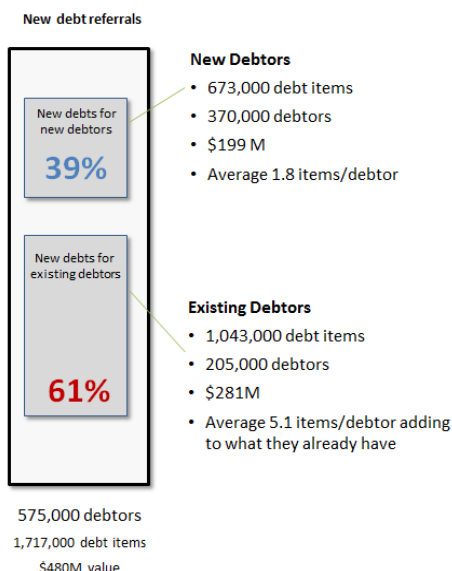 New debt referrals
New debts for
new debtors
39%
New Debtors
• 673,000 debt items
• 370,000 debtors
• $199 M
• Average 1.8 items/debtor
New debts for
existing debtors
61%
Existing Debtors
• 1,043,000 debt items
• 205,000 debtors
• $281M
• Average 5.1 items/debtor adding
to what they already have
575,000 debtors
1,717,000 debt items
$480M value